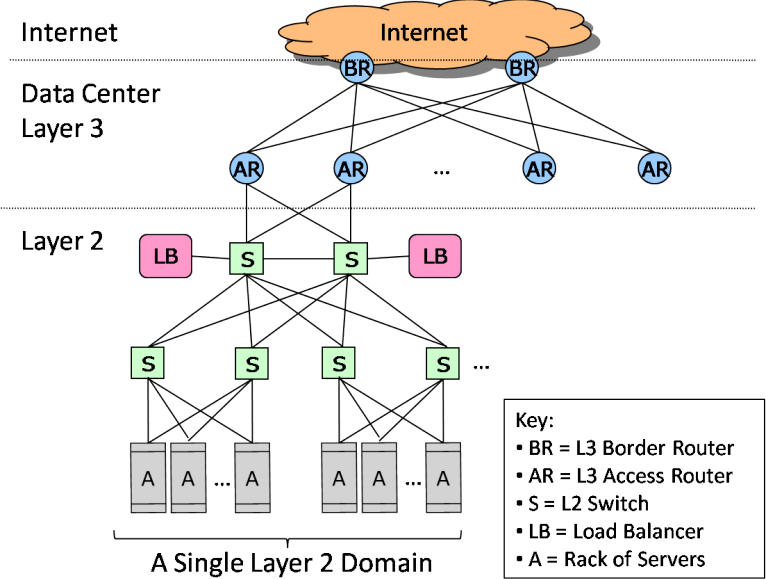 Internet
Internet
BR BR
Data Center
Layer 3
AR AR ... AR AR
Layer 2
LB S S LB
S S S S ...
A A ... A A A ... A
A Single Layer 2 Domain
Key:
▪ BR = L3 Border Router
▪ AR = L3 Access Router
▪ S = L2 Switch
▪ LB = Load Balancer
▪ A = Rack of Servers